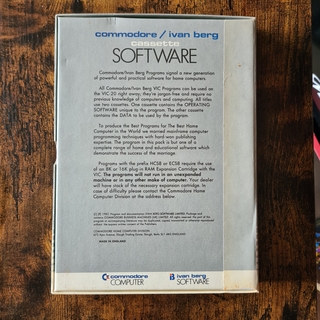 commodore / ivan berg
cassette
SOFTWARE
Commodore/Ivan Berg Programs signal a new generation
of powerful and practical software for home computers.
All Commodore/Ivan Berg VIC Programs can be used on
the VIC 20 right away; they're jargon-free and require no
previous knowledge of computers and computing. All titles
use two cassettes. One cassette contains the OPERATING
SOFTWARE unique to the program. The other cassette
contains the DATA to be used by the program.
To produce the Best Programs for The Best Home
Computer in the World we married mainframe computer
programming techniques with hard-won publishing
expertise. The program in this pack is but one of a
complete range of home and educational software which
demonstrates the success of the marriage.
Programs with the prefix HCSB or ECSB require the use
of an 8K or 16K plug in RAM Expansion Cartridge with the
VIC. The programs will not run in an unexpanded
machine or in any other make of computer. Your dealer
will have stock of the necessary expansion cartridge. In
case of difficulty please contact the Commodore Home
Computer Division at the address below
COMMODORE HOME COMPUTER DIVISION
MADE IN ENGLAND
commodore
COMPUTER
ivan berg
SOFTWARE